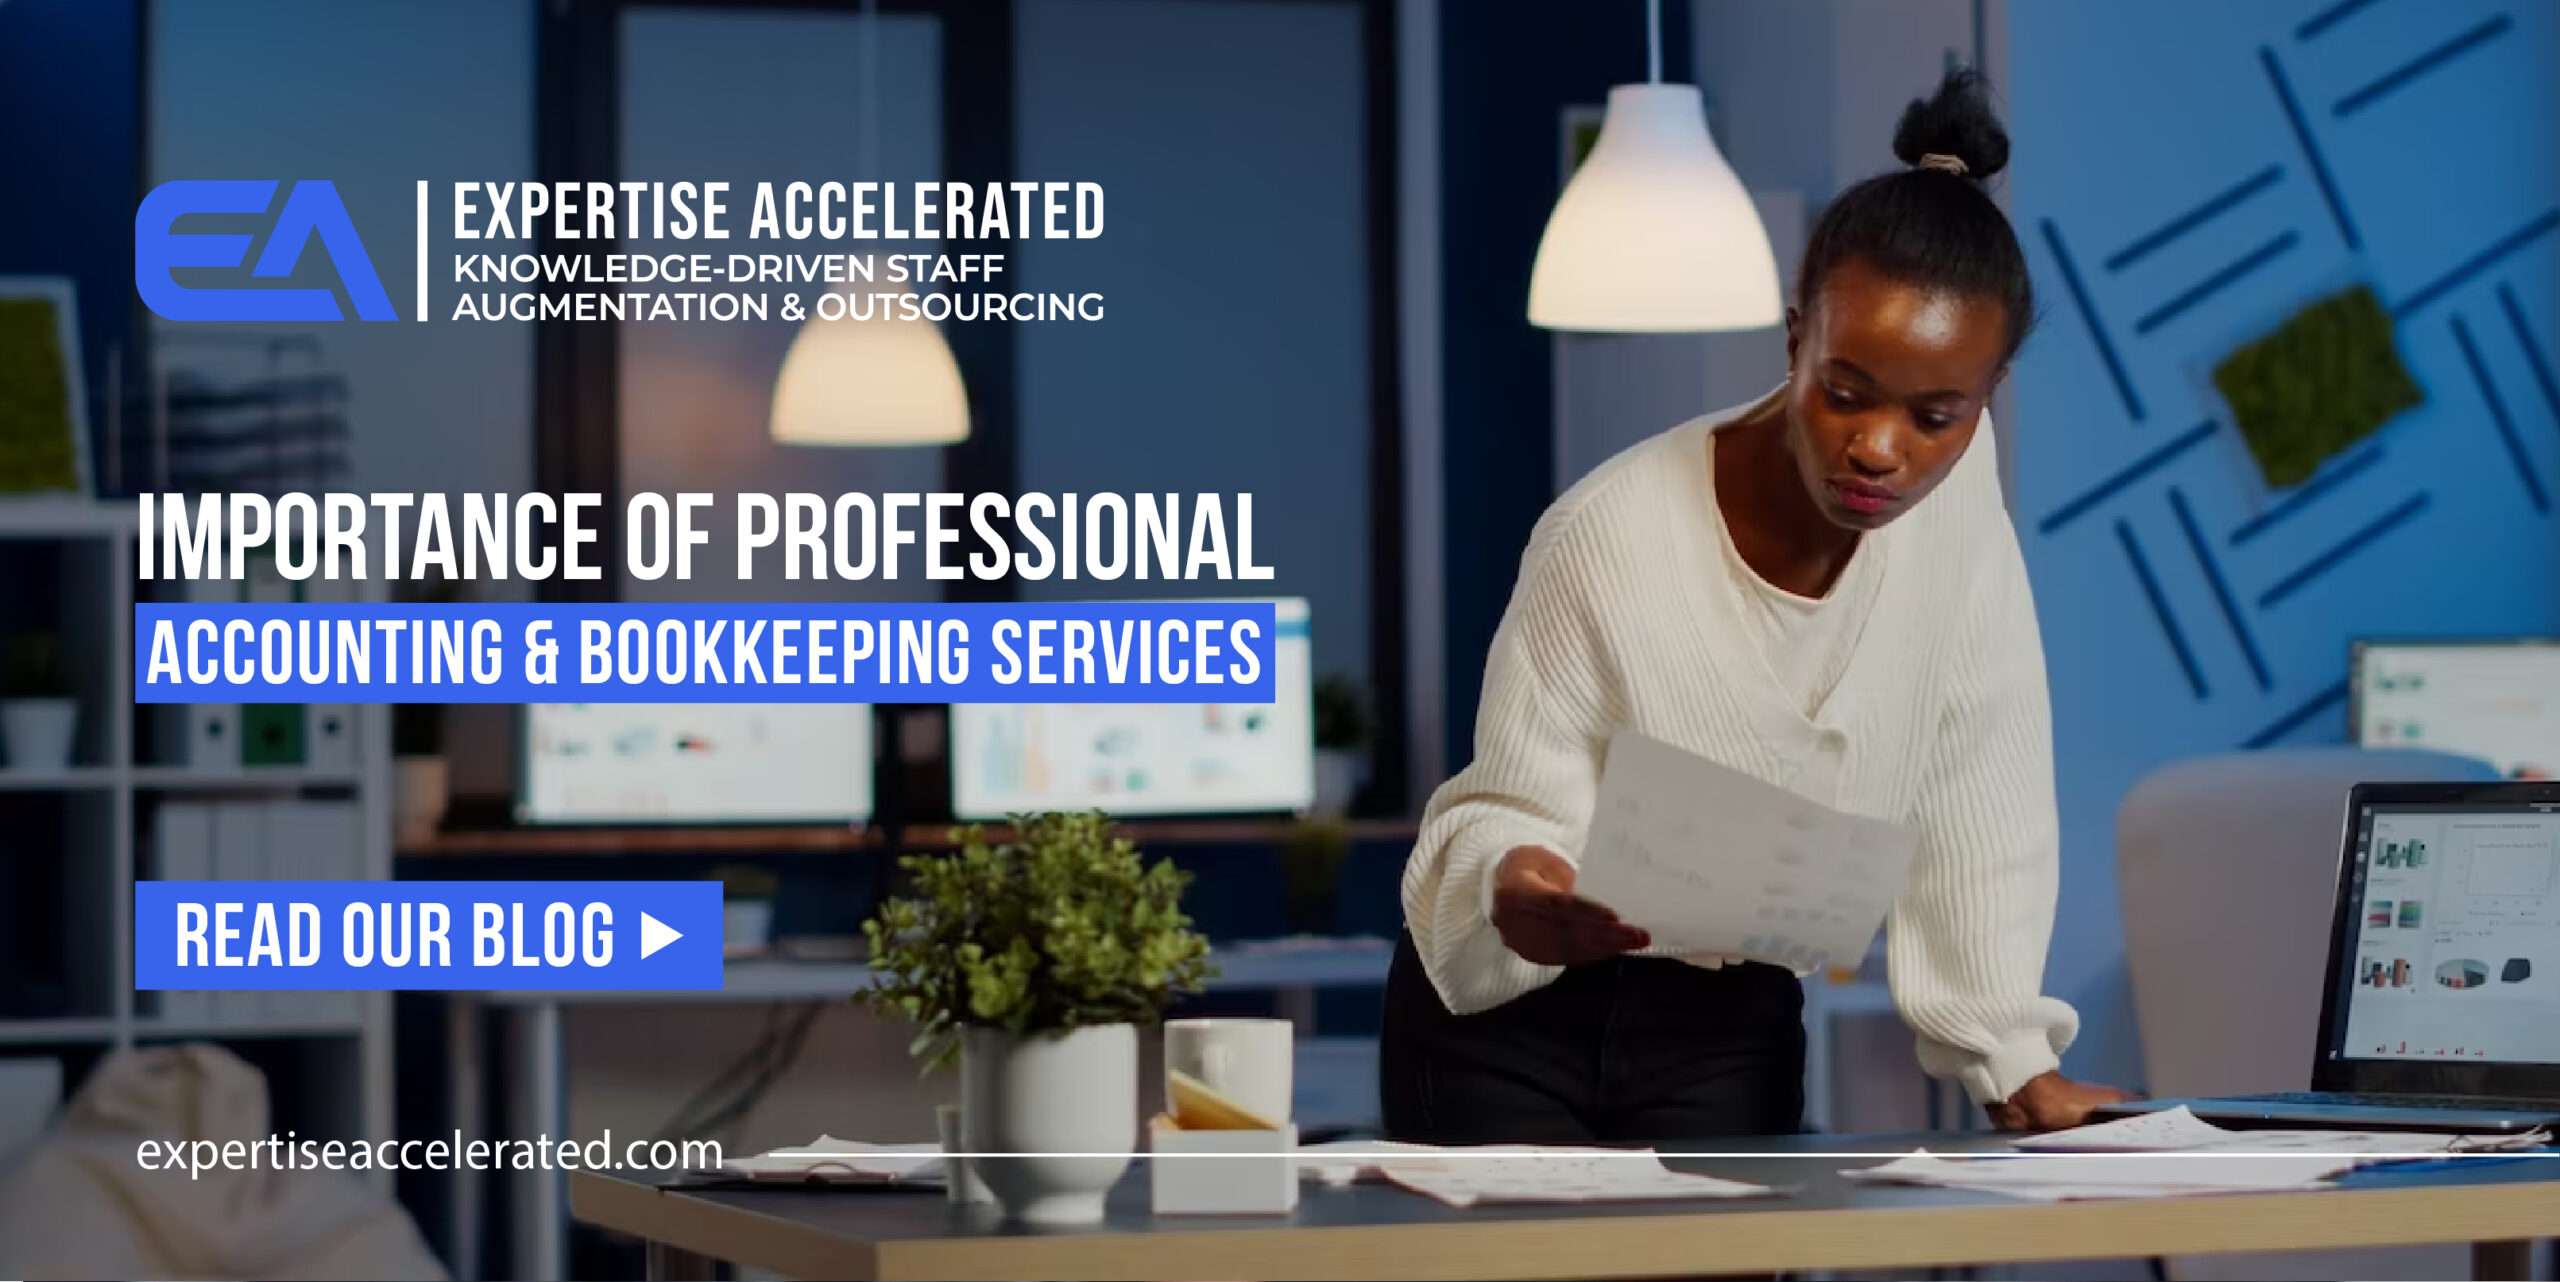 EA
EXPERTISE ACCELERATED
KNOWLEDGE-DRIVEN STAFF
AUGMENTATION & OUTSOURCING
IMPORTANCE OF PROFESSIONAL
ACCOUNTING & BOOKKEEPING SERVICES
READ OUR BLOG
expertiseaccelerated.com